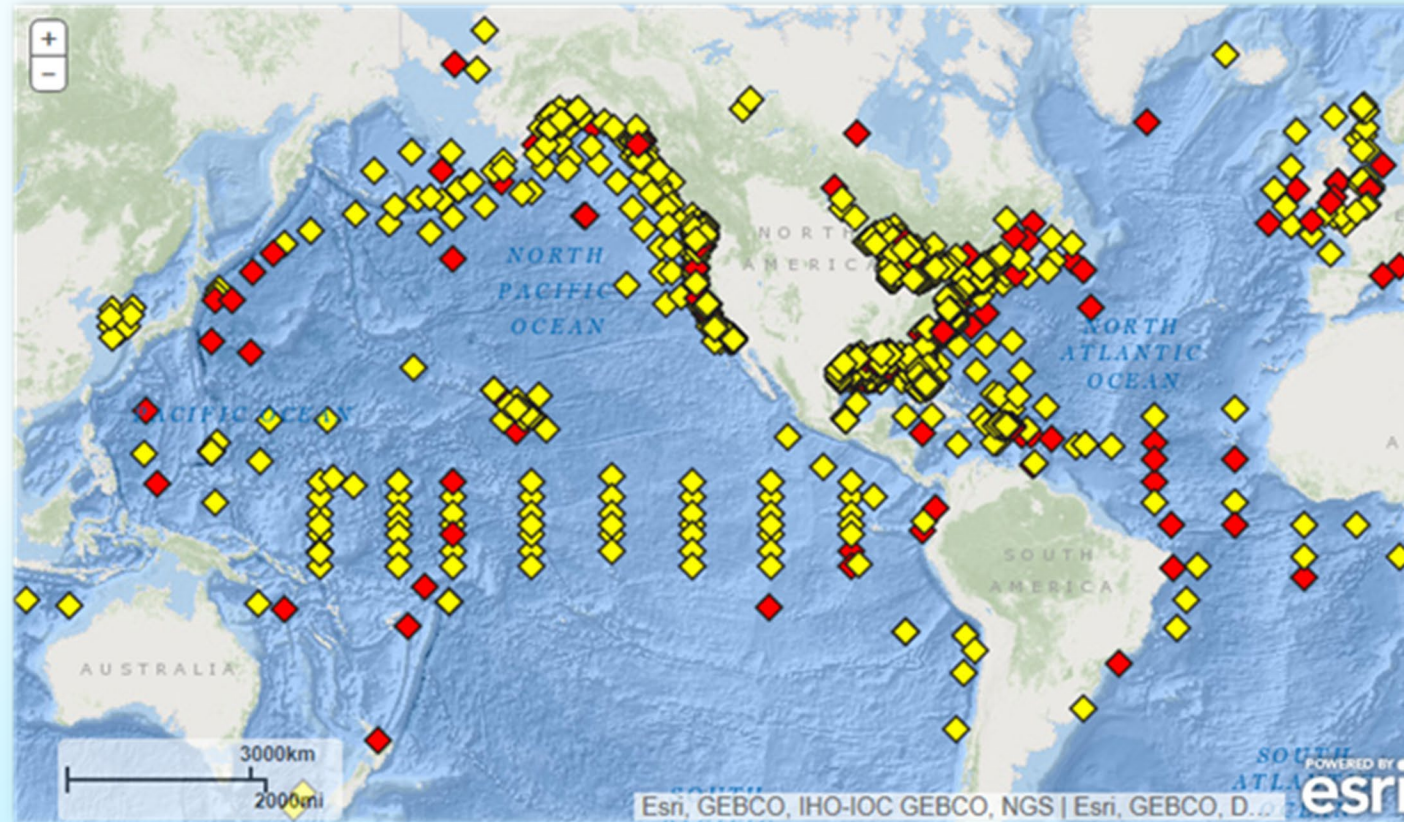 +
−
NORTH
AMERICA
NORTH
PACIFIC
OCEAN
NORTH
ATLANTIC
OCEAN
PACIFIC OCEAN
SOUTH
AMERICA
AUSTRALIA
3000km
2000mi
SOUTH
SOUTH
POWERED BY
esri
Esri, GEBCO, IHO-IOC GEBCO, NGS | Esri, GEBCO, D...